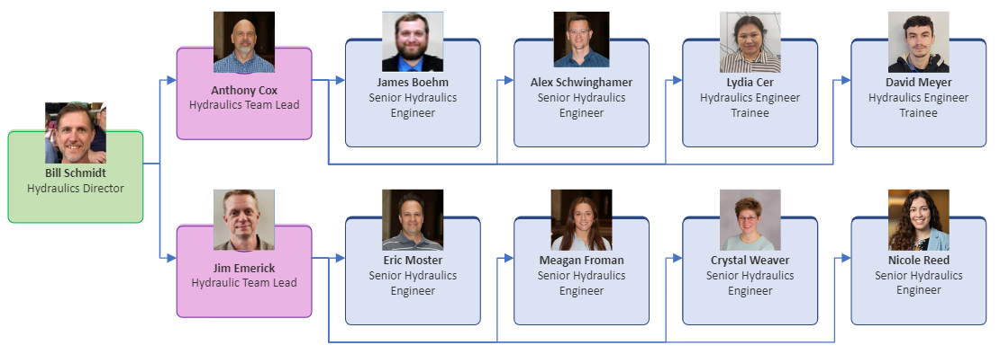 Anthony Cox
Hydraulics Team Lead
James Boehm
Senior Hydraulics
Engineer
Alex Schwinghamer
Senior Hydraulics
Engineer
Lydia Cer
Hydraulics Engineer
Trainee
David Meyer
Hydraulics Engineer
Trainee
Bill Schmidt
Hydraulics Director
Jim Emerick
Hydraulic Team Lead
Eric Moster
Senior Hydraulics
Engineer
Meagan Froman
Senior Hydraulics
Engineer
Crystal Weaver
Senior Hydraulics
Engineer
Nicole Reed
Senior Hydraulics
Engineer